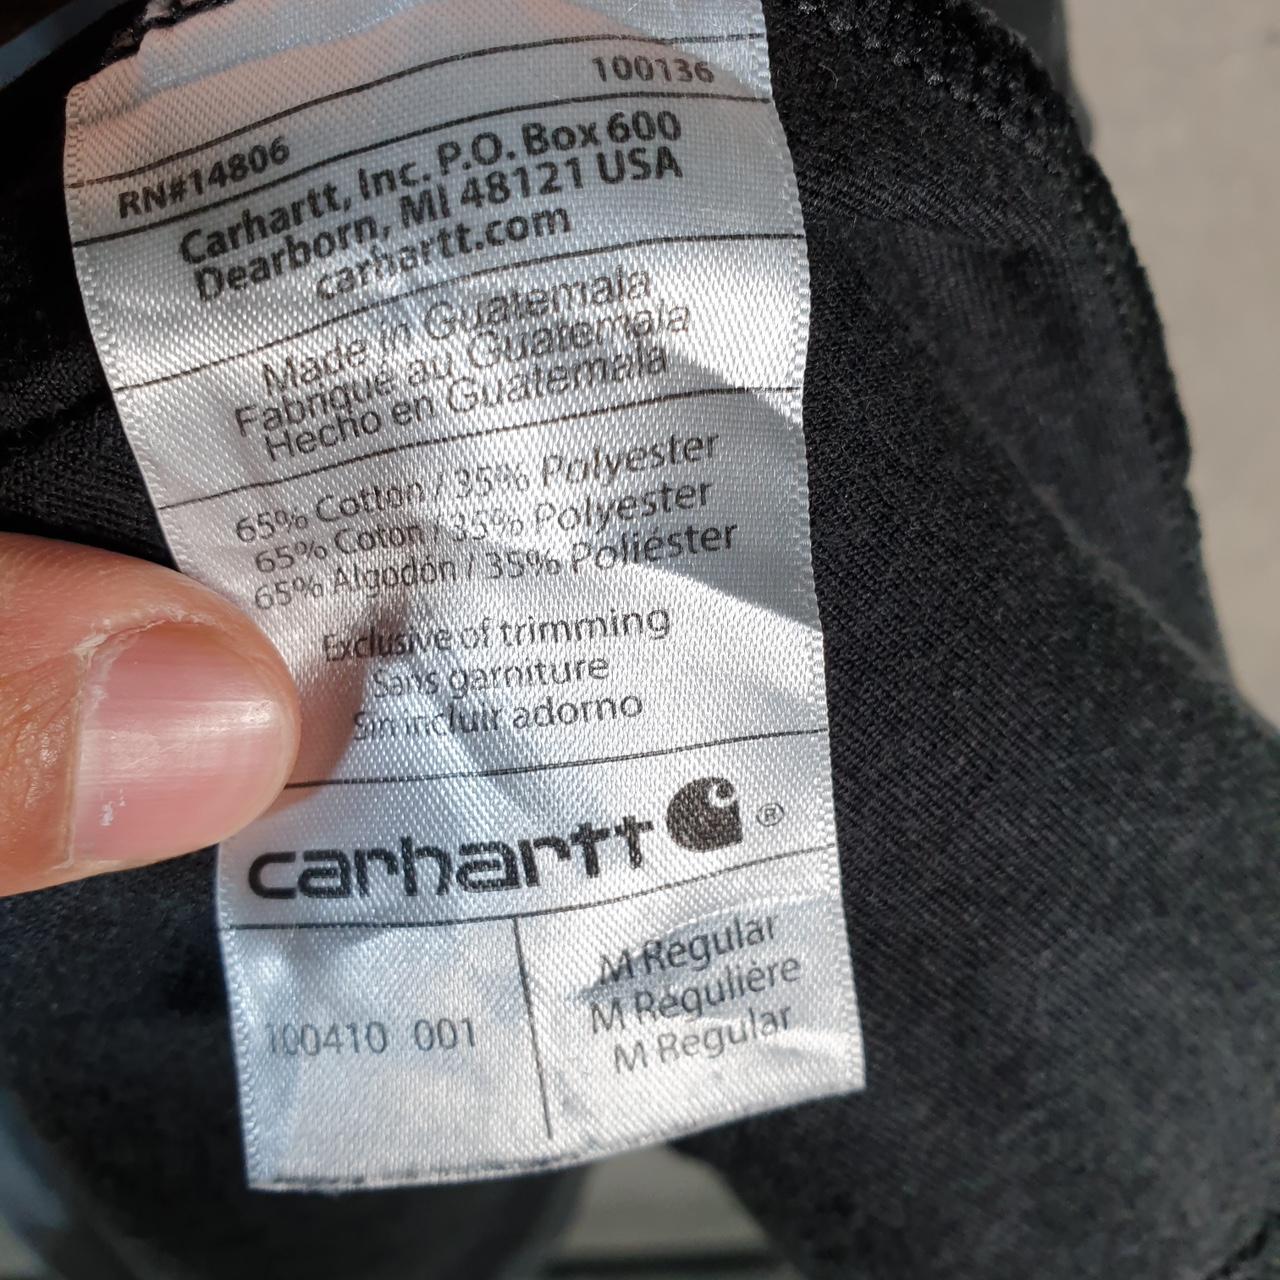 100136
RN#14806
Carhartt, Inc. P.O. Box 600
Dearborn, MI 48121 USA
carhartt.com
Made in Guatemala
Fabriqué au Guatemala
Hecho en Guatemala
65% Cotton / 35% Polyester
65% Coton / 35% Polyester
65% Algodón / 35% Poliéster
Exclusive of trimming
Sans garniture
Sin incluir adorno
carhartt ®
100410 001
M Regular
M Régulière
M Regular